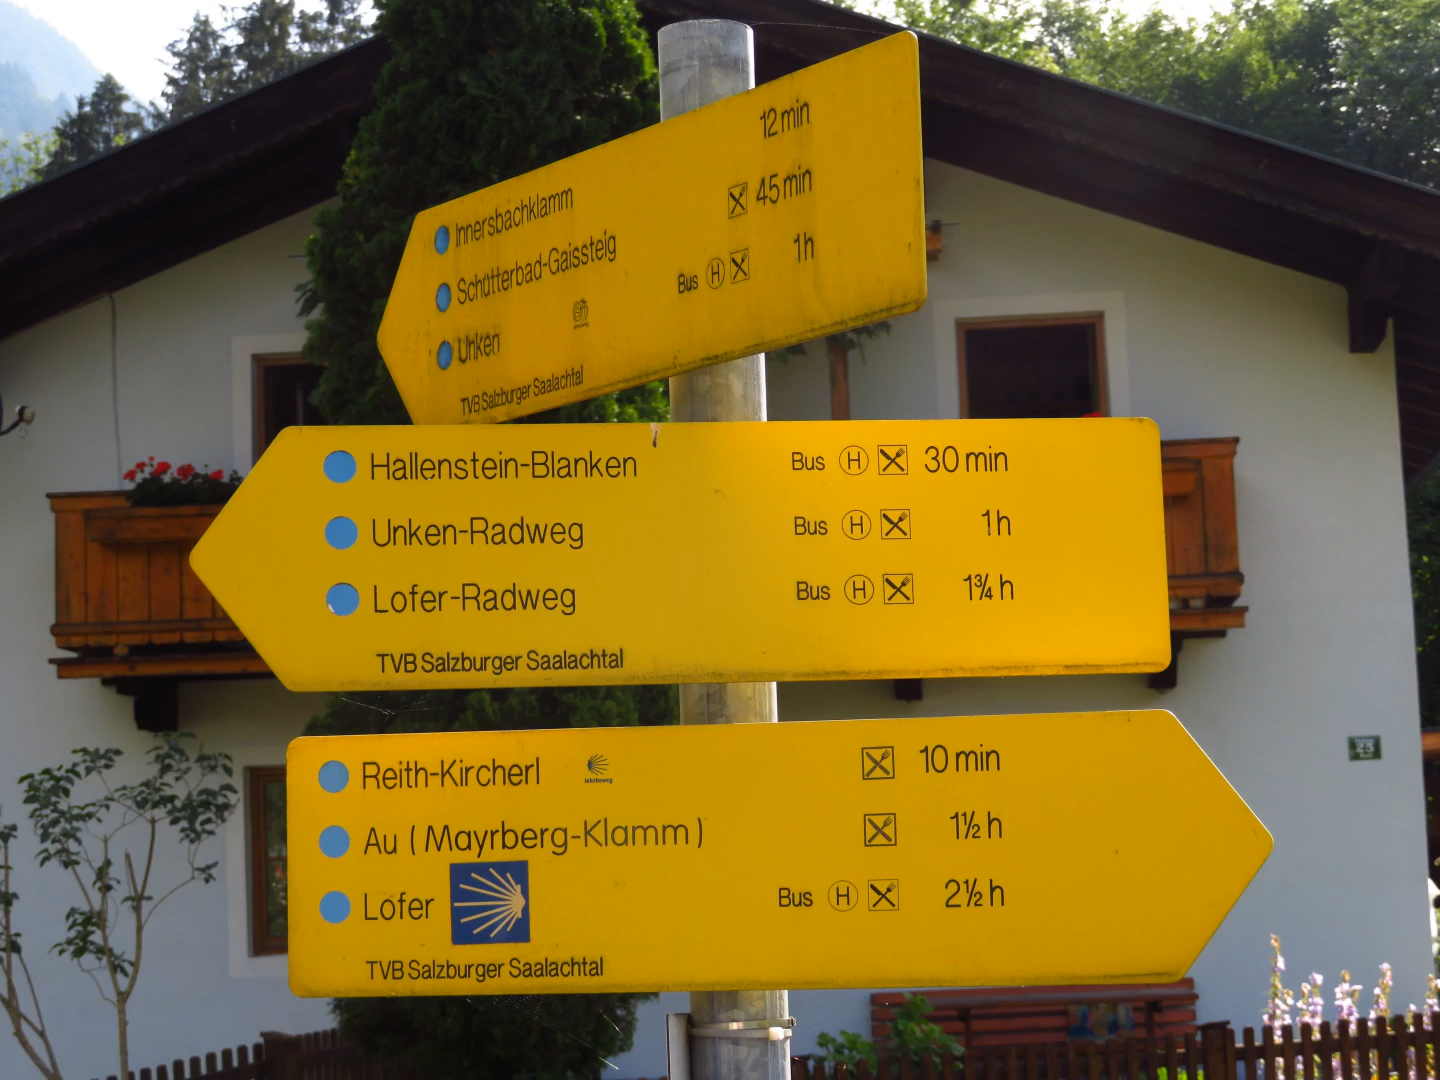 12 min
Innersbachklamm
45 min
Schütterbad-Gaissteig
1h
Bus H
Unken
TVB Salzburger Saalachtal
Hallenstein-Blanken Bus H 30 min
Unken-Radweg Bus H 1h
Lofer-Radweg Bus H 1¾ h
TVB Salzburger Saalachtal
Reith-Kircherl Jakobsweg 10 min
Au ( Mayrberg-Klamm ) 1½ h
Lofer Bus H 2½ h
TVB Salzburger Saalachtal